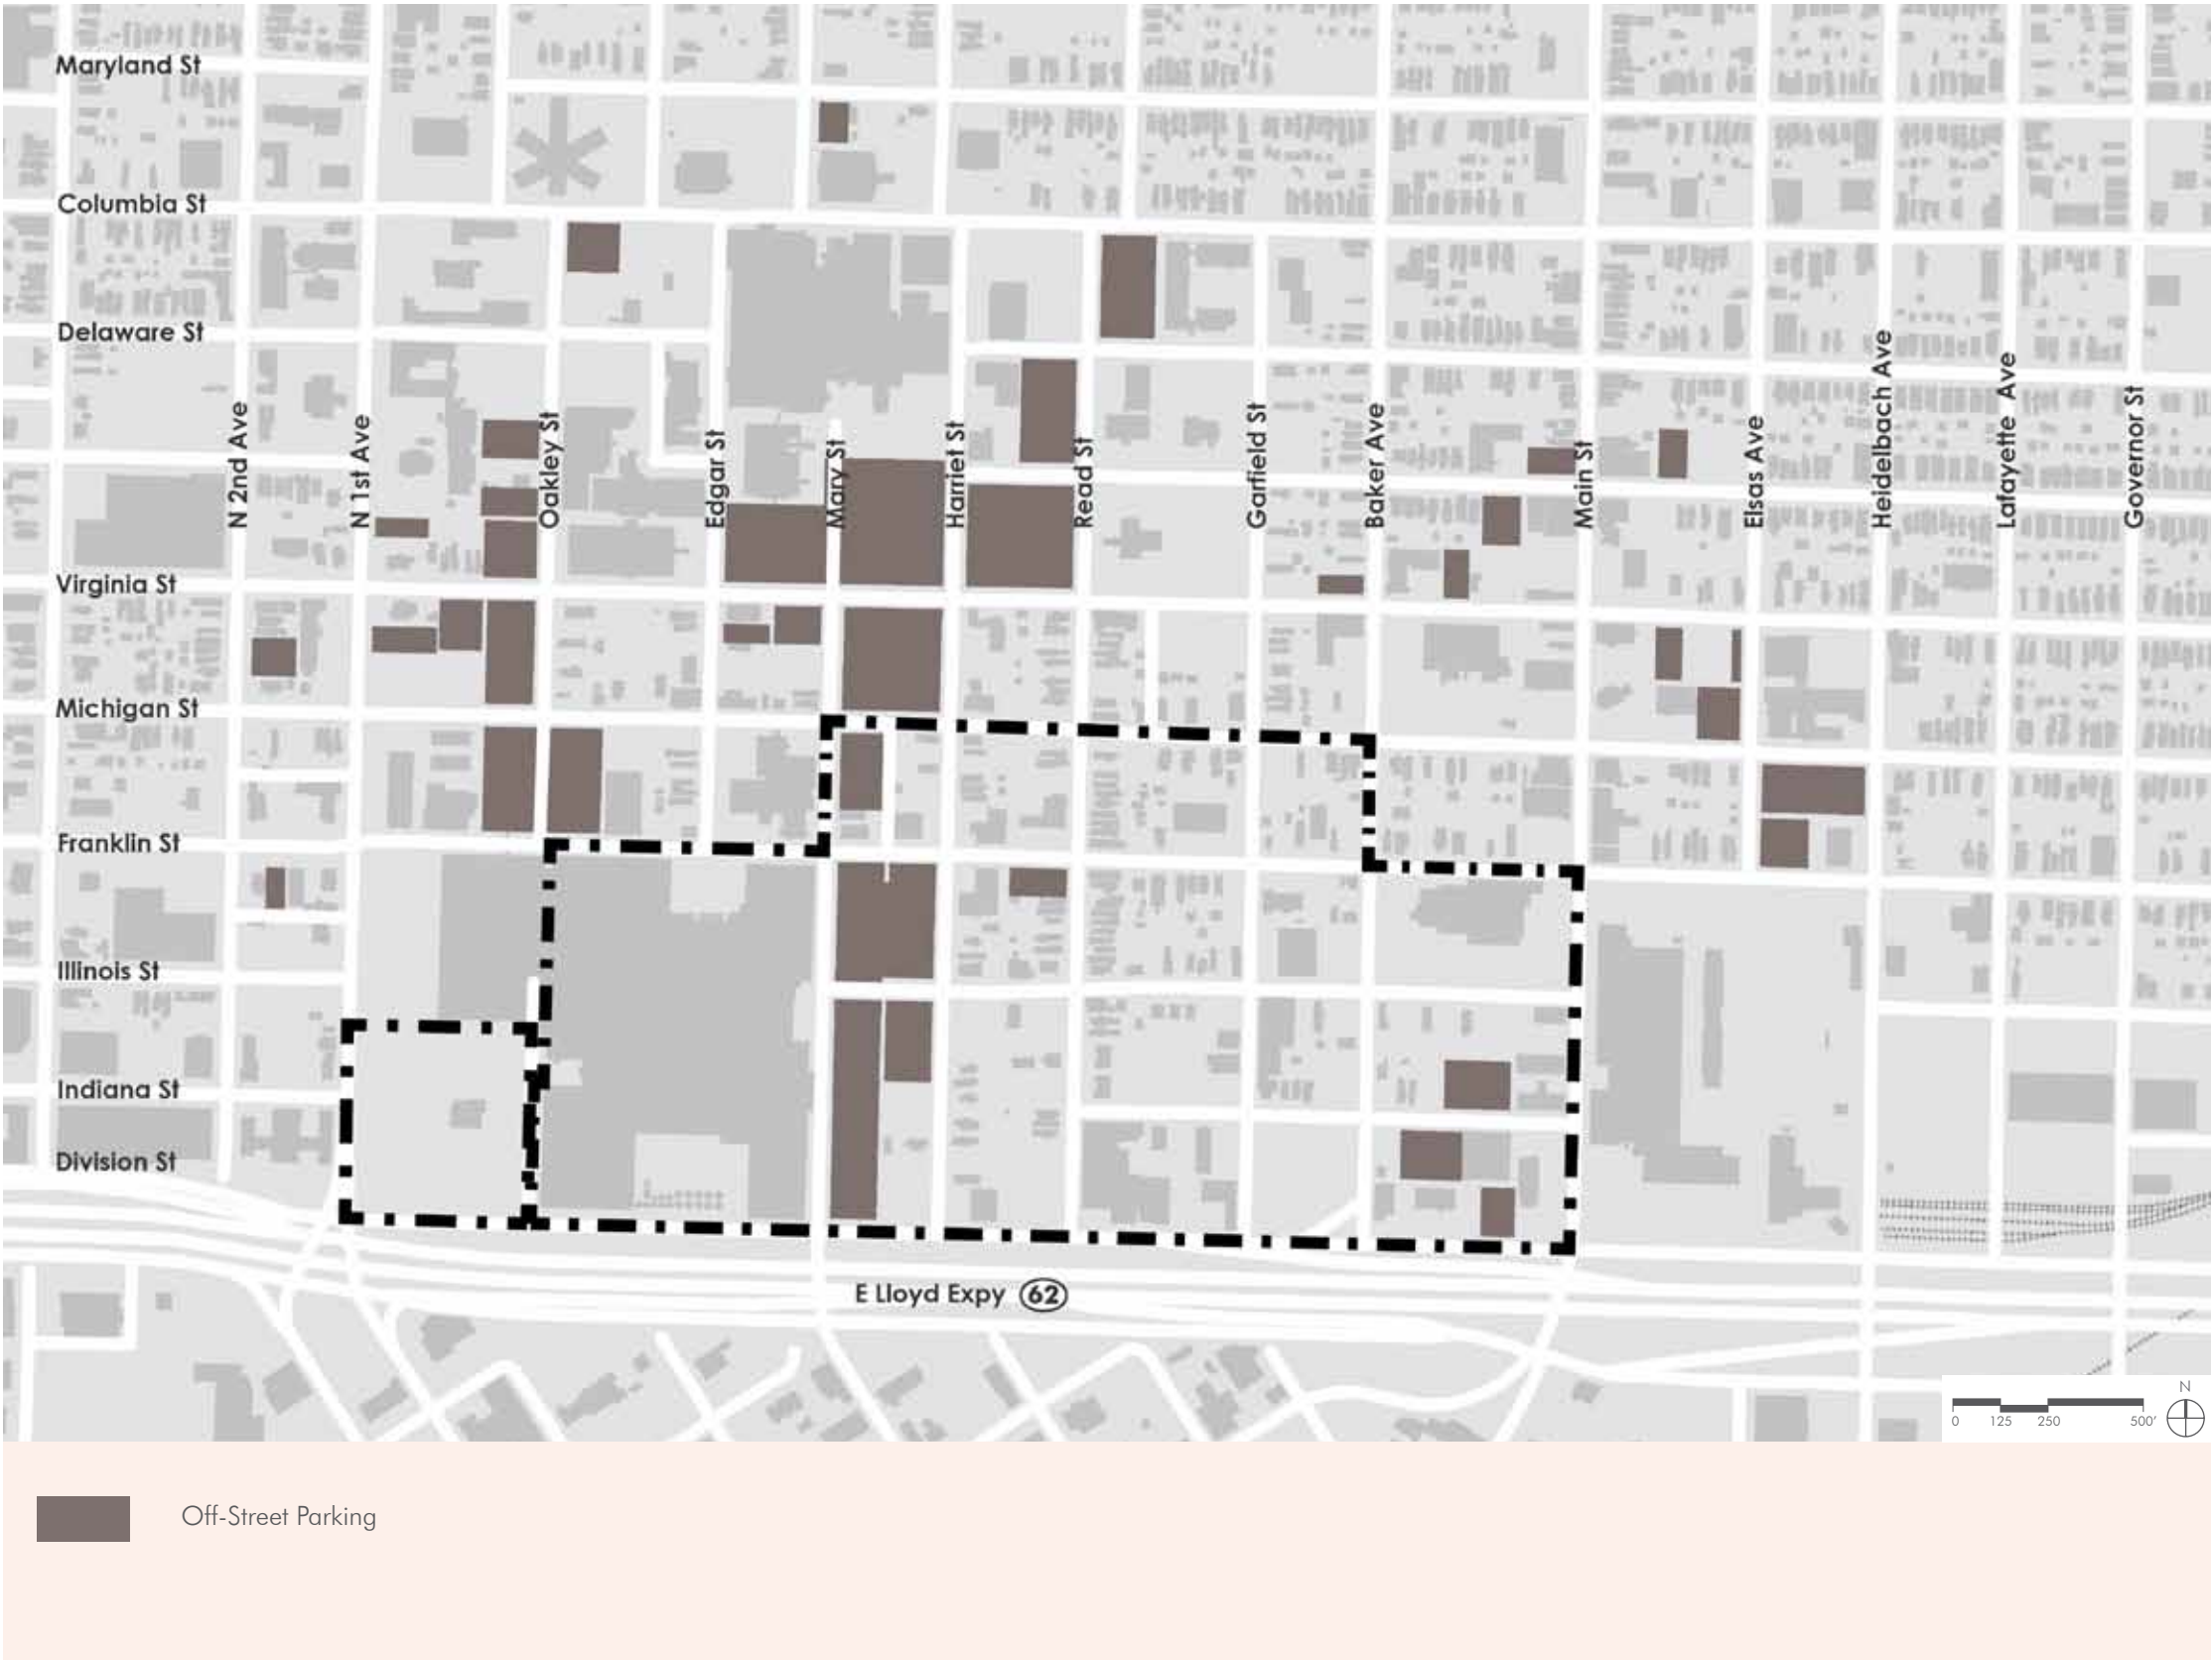 Maryland St
Columbia St
Delaware St
N 2nd Ave
N 1st Ave
Oakley St
Edgar St
Mary St
Harriet St
Read St
Garfield St
Baker Ave
Main St
Elsas Ave
Heidelbach Ave
Lafayette Ave
Governor St
Virginia St
Michigan St
Franklin St
Illinois St
Indiana St
Division St
E Lloyd Expy 62
N
0 125 250 500'
Off-Street Parking